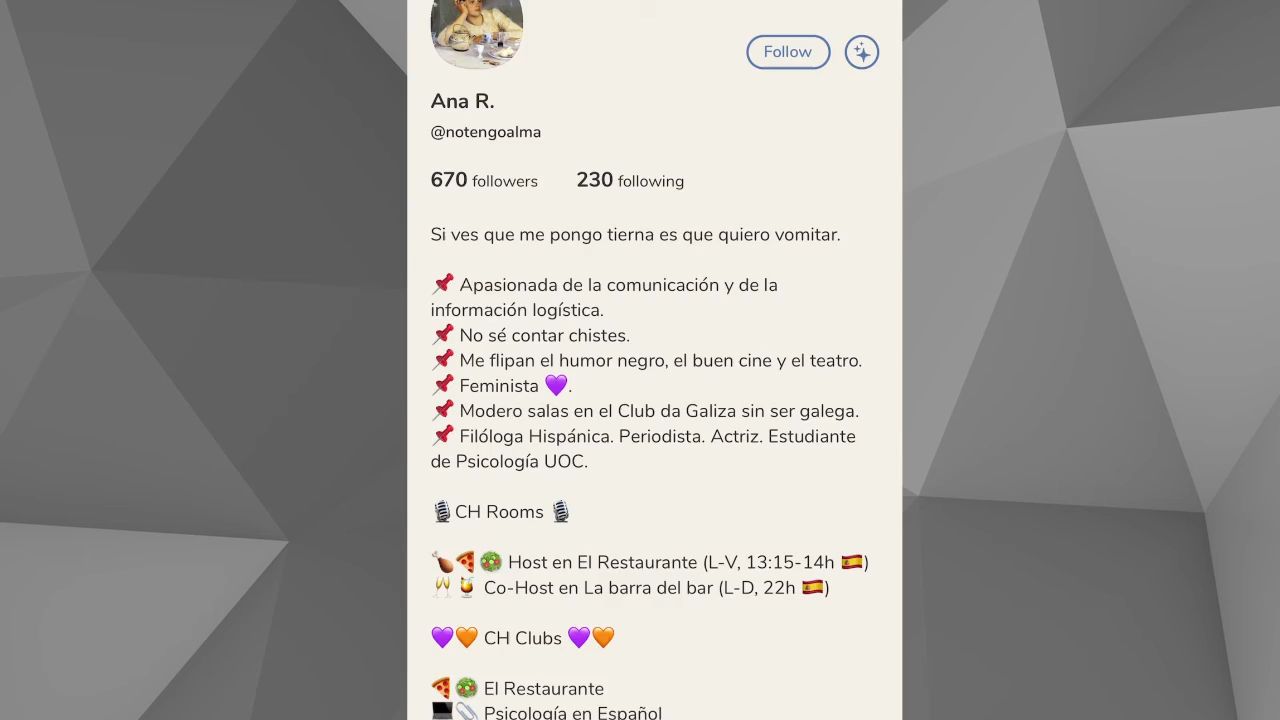 Follow
Ana R.
@notengoalma
670 followers 230 following
Si ves que me pongo tierna es que quiero vomitar.
📌 Apasionada de la comunicación y de la
información logística.
📌 No sé contar chistes.
📌 Me flipan el humor negro, el buen cine y el teatro.
📌 Feminista 💜.
📌 Modero salas en el Club da Galiza sin ser galega.
📌 Filóloga Hispánica. Periodista. Actriz. Estudiante
de Psicología UOC.
🎙CH Rooms 🎙
🍗🍕🥗 Host en El Restaurante (L-V, 13:15-14h 🇪🇸)
🥂🍹 Co-Host en La barra del bar (L-D, 22h 🇪🇸)
💜🧡 CH Clubs 💜🧡
🍕🥗 El Restaurante
💻📎 Psicología en Español